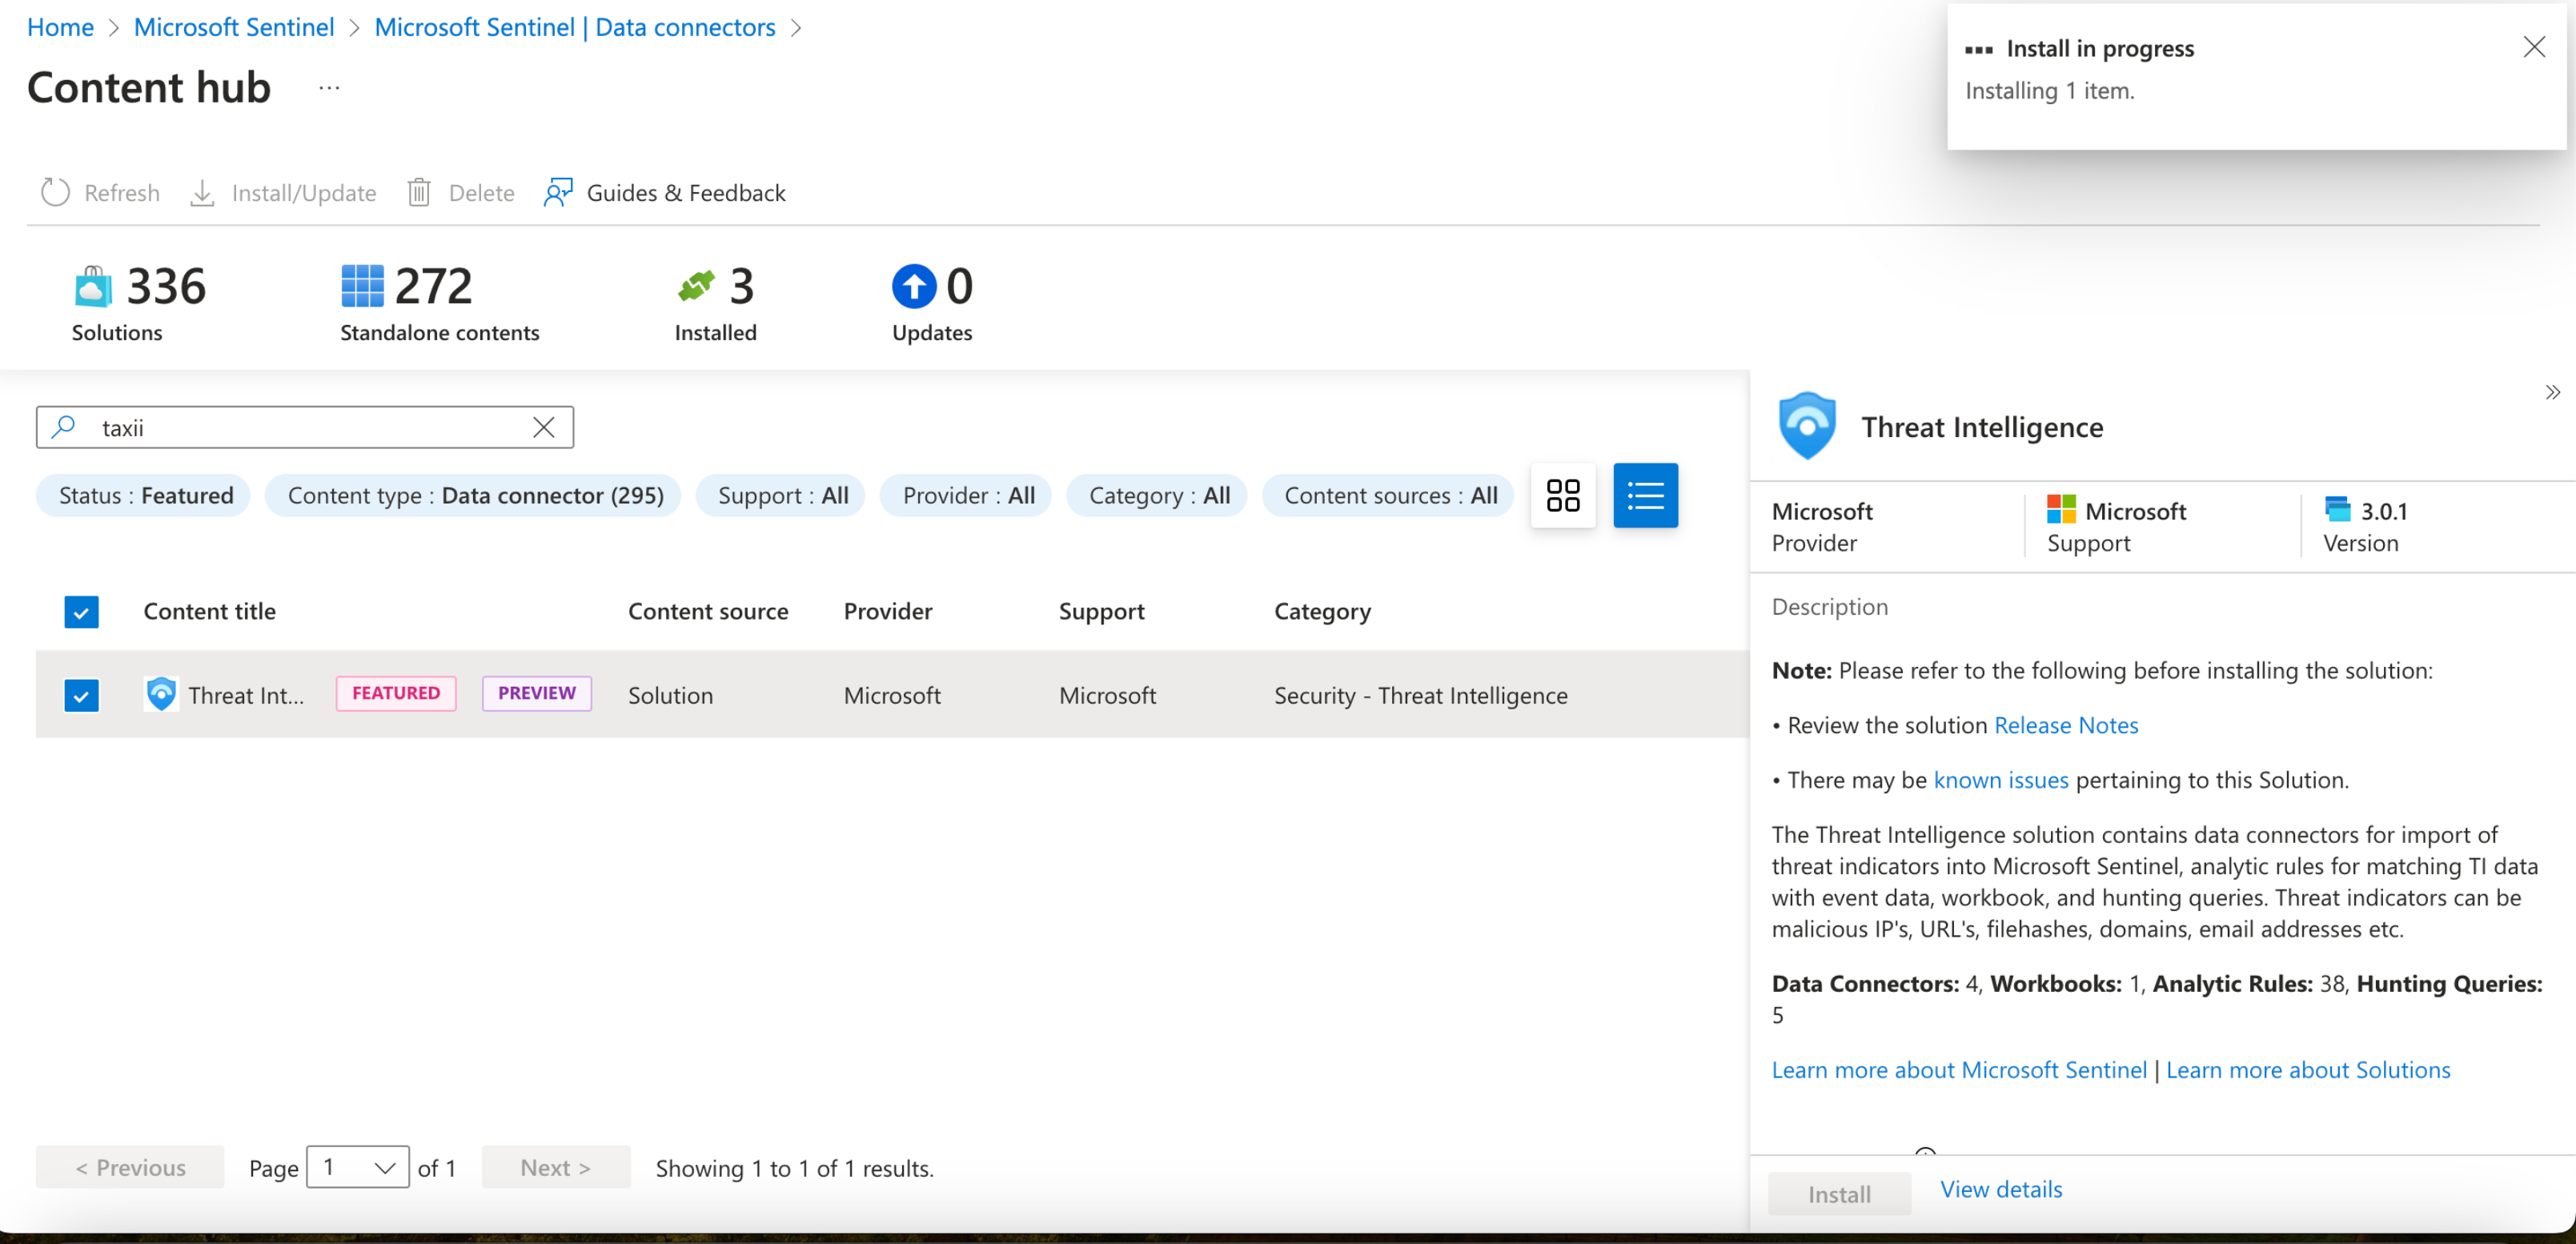 Home > Microsoft Sentinel > Microsoft Sentinel | Data connectors >
Content hub ...
Install in progress
Installing 1 item.
Refresh Install/Update Delete Guides & Feedback
336 272 3 0
Solutions Standalone contents Installed Updates
taxii
Status : Featured Content type : Data connector (295) Support : All Provider : All Category : All Content sources : All
Content title Content source Provider Support Category
Threat Int... FEATURED PREVIEW Solution Microsoft Microsoft Security - Threat Intelligence
< Previous Page 1 of 1 Next > Showing 1 to 1 of 1 results.
Threat Intelligence
Microsoft Microsoft 3.0.1
Provider Support Version
Description
Note: Please refer to the following before installing the solution:
• Review the solution Release Notes
• There may be known issues pertaining to this Solution.
The Threat Intelligence solution contains data connectors for import of
threat indicators into Microsoft Sentinel, analytic rules for matching TI data
with event data, workbook, and hunting queries. Threat indicators can be
malicious IP's, URL's, filehashes, domains, email addresses etc.
Data Connectors: 4, Workbooks: 1, Analytic Rules: 38, Hunting Queries:
5
Learn more about Microsoft Sentinel | Learn more about Solutions
Install View details